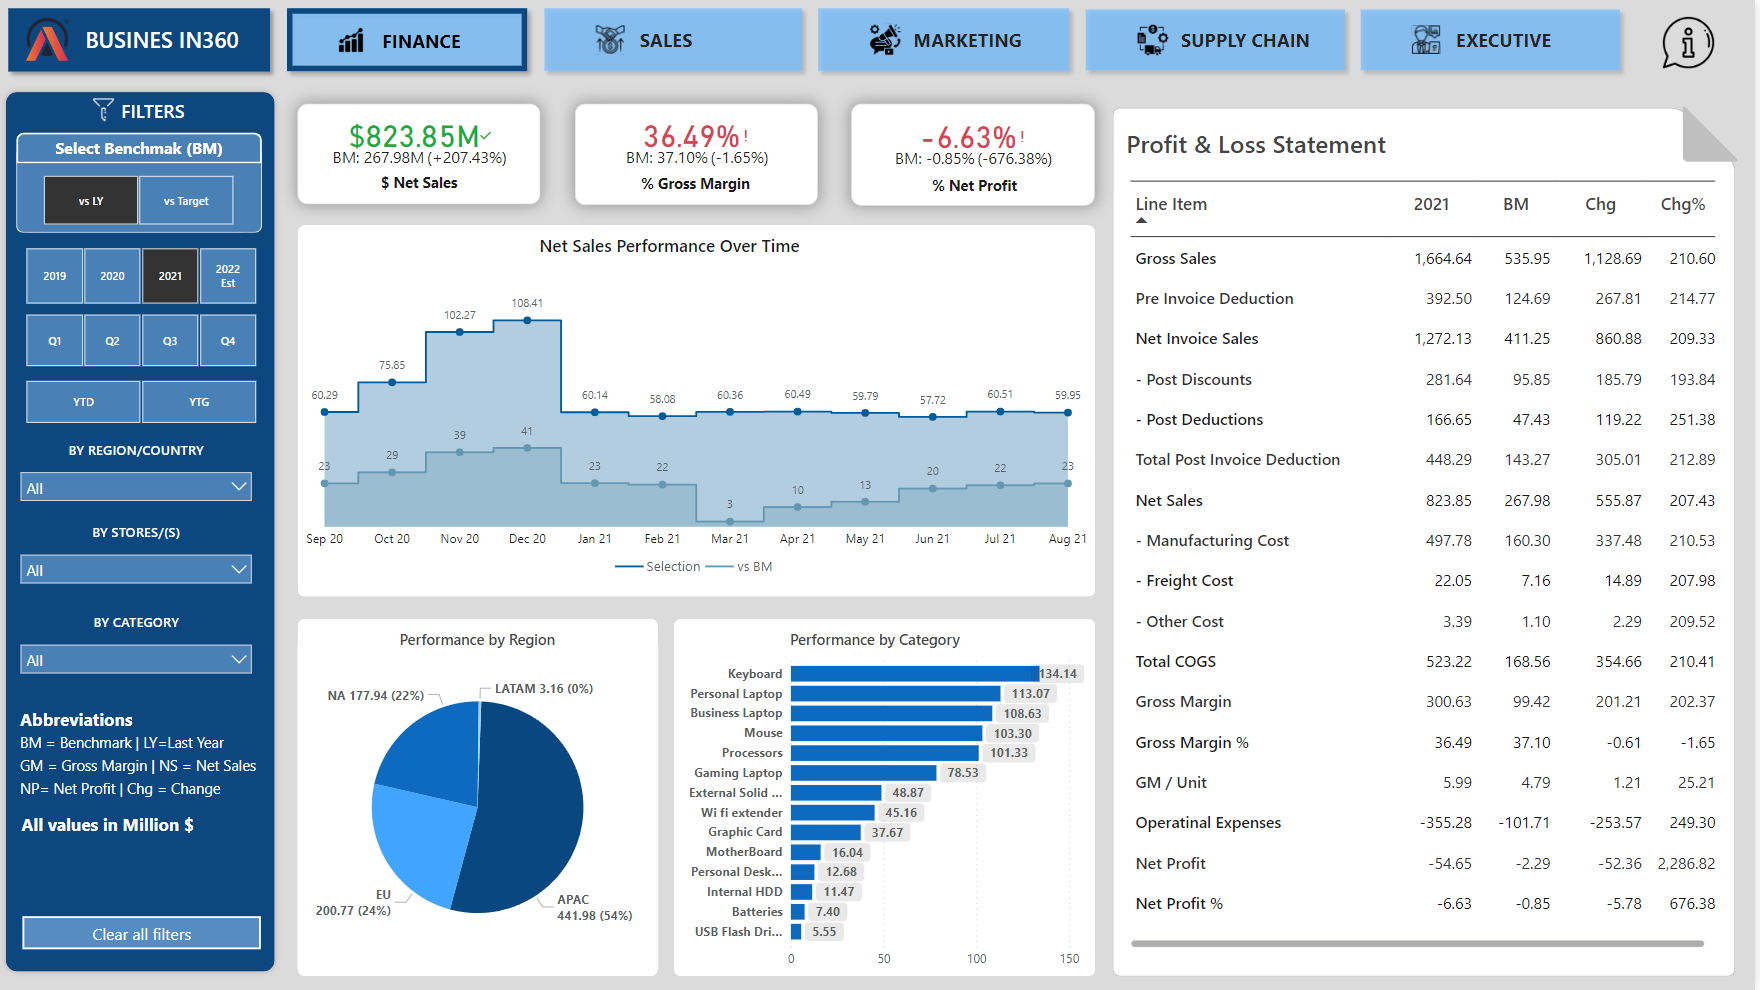 BUSINES IN360
FINANCE
SALES
MARKETING
SUPPLY CHAIN
EXECUTIVE
FILTERS
Select Benchmak (BM)
vs LY
vs Target
2019
2020
2021
2022
Est
Q1
Q2
Q3
Q4
YTD
YTG
BY REGION/COUNTRY
All
BY STORES/(S)
All
BY CATEGORY
All
Abbreviations
BM = Benchmark | LY=Last Year
GM = Gross Margin | NS = Net Sales
NP= Net Profit | Chg = Change
All values in Million $
Clear all filters
$823.85M
BM: 267.98M (+207.43%)
$ Net Sales
36.49%!
BM: 37.10% (-1.65%)
% Gross Margin
-6.63%!
BM: -0.85% (-676.38%)
% Net Profit
Net Sales Performance Over Time
60.29 75.85 102.27 108.41 60.14 58.08 60.36 60.49 59.79 57.72 60.51 59.95
23 29 39 41 23 22 3 10 13 20 22 23
Sep 20 Oct 20 Nov 20 Dec 20 Jan 21 Feb 21 Mar 21 Apr 21 May 21 Jun 21 Jul 21 Aug 21
Selection vs BM
Performance by Region
LATAM 3.16 (0%)
NA 177.94 (22%)
EU
200.77 (24%)
APAC
441.98 (54%)
Performance by Category
Keyboard 134.14
Personal Laptop 113.07
Business Laptop 108.63
Mouse 103.30
Processors 101.33
Gaming Laptop 78.53
External Solid ... 48.87
Wi fi extender 45.16
Graphic Card 37.67
MotherBoard 16.04
Personal Desk... 12.68
Internal HDD 11.47
Batteries 7.40
USB Flash Dri... 5.55
0 50 100 150
Profit & Loss Statement
Line Item 2021 BM Chg Chg%
Gross Sales 1,664.64 535.95 1,128.69 210.60
Pre Invoice Deduction 392.50 124.69 267.81 214.77
Net Invoice Sales 1,272.13 411.25 860.88 209.33
- Post Discounts 281.64 95.85 185.79 193.84
- Post Deductions 166.65 47.43 119.22 251.38
Total Post Invoice Deduction 448.29 143.27 305.01 212.89
Net Sales 823.85 267.98 555.87 207.43
- Manufacturing Cost 497.78 160.30 337.48 210.53
- Freight Cost 22.05 7.16 14.89 207.98
- Other Cost 3.39 1.10 2.29 209.52
Total COGS 523.22 168.56 354.66 210.41
Gross Margin 300.63 99.42 201.21 202.37
Gross Margin % 36.49 37.10 -0.61 -1.65
GM / Unit 5.99 4.79 1.21 25.21
Operatinal Expenses -355.28 -101.71 -253.57 249.30
Net Profit -54.65 -2.29 -52.36 2,286.82
Net Profit % -6.63 -0.85 -5.78 676.38